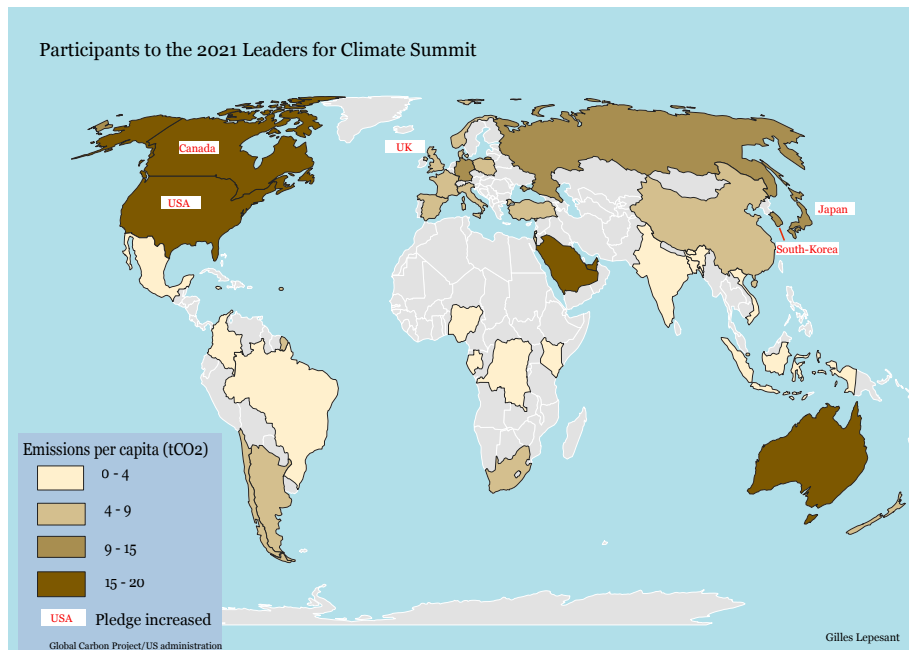 Participants to the 2021 Leaders for Climate Summit
Canada
UK
USA
Japan
South-Korea
Emissions per capita (tCO2)
0 - 4
4 - 9
9 - 15
15 - 20
USA Pledge increased
Global Carbon Project/US administration
Gilles Lepesant